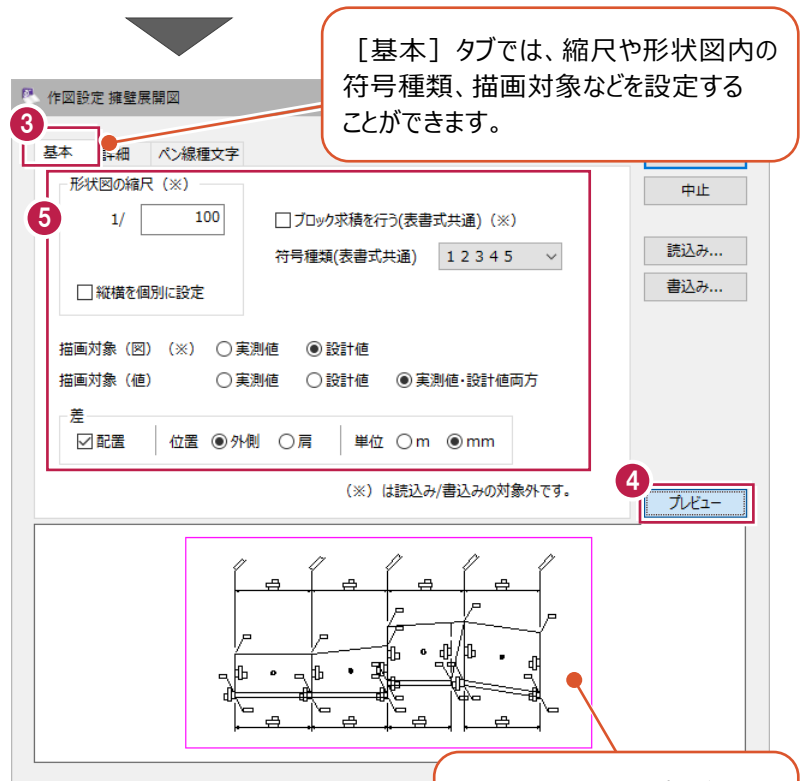 ［基本］タブでは、縮尺や形状図内の
符号種類、描画対象などを設定する
ことができます。
作図設定 擁壁展開図
3
基本 詳細 ペン線種文字
形状図の縮尺（※）
5
1/ 100
□ブロック求積を行う(表書式共通)（※）
符号種類(表書式共通) 1 2 3 4 5
縦横を個別に設定
中止
読込み...
書込み...
描画対象（図）（※） 実測値 設計値
描画対象（値） 実測値 設計値 実測値・設計値両方
差
配置 位置 外側 肩 単位 m mm
（※）は読込み/書込みの対象外です。
4
プレビュー